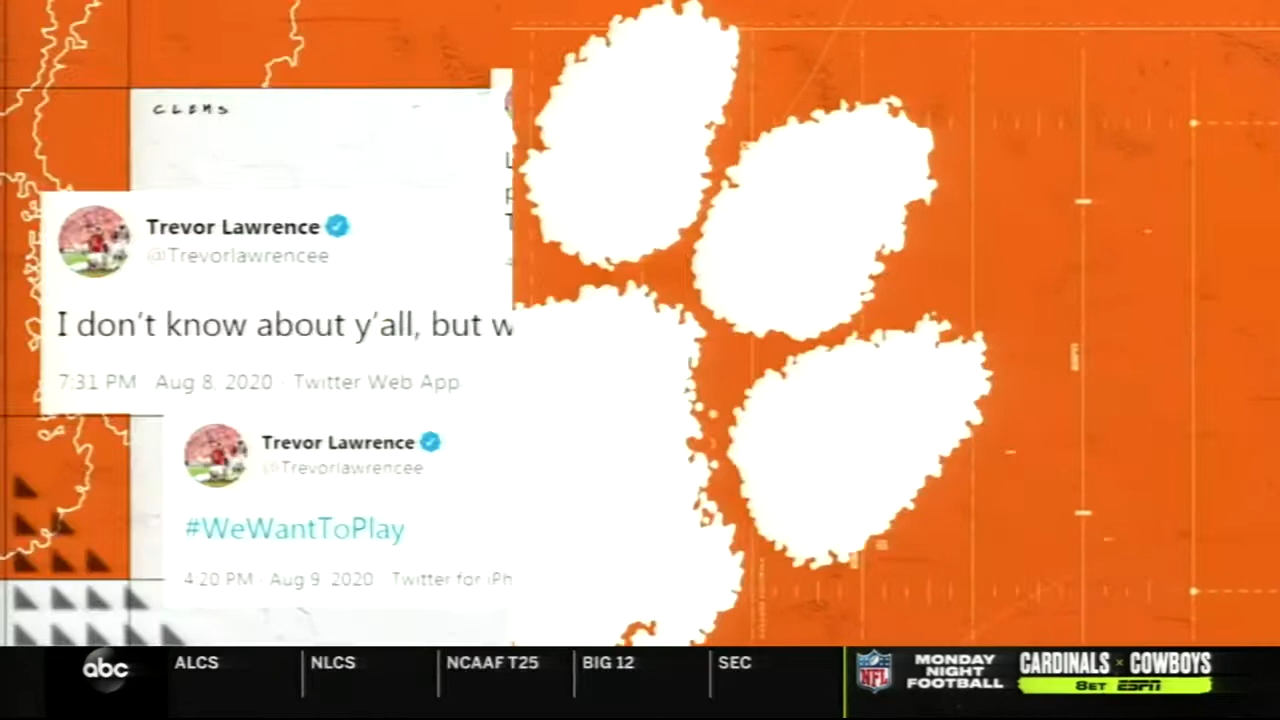 CLEMS
Trevor Lawrence
@Trevorlawrencee
I don't know about y'all, but w
7:31 PM · Aug 8, 2020 · Twitter Web App
Trevor Lawrence
@Trevorlawrencee
#WeWantToPlay
4:20 PM · Aug 9, 2020 · Twitter for iPh
abc
ALCS
NLCS
NCAAF T25
BIG 12
SEC
NFL
MONDAY
NIGHT
FOOTBALL
CARDINALS × COWBOYS
8ET ESPN